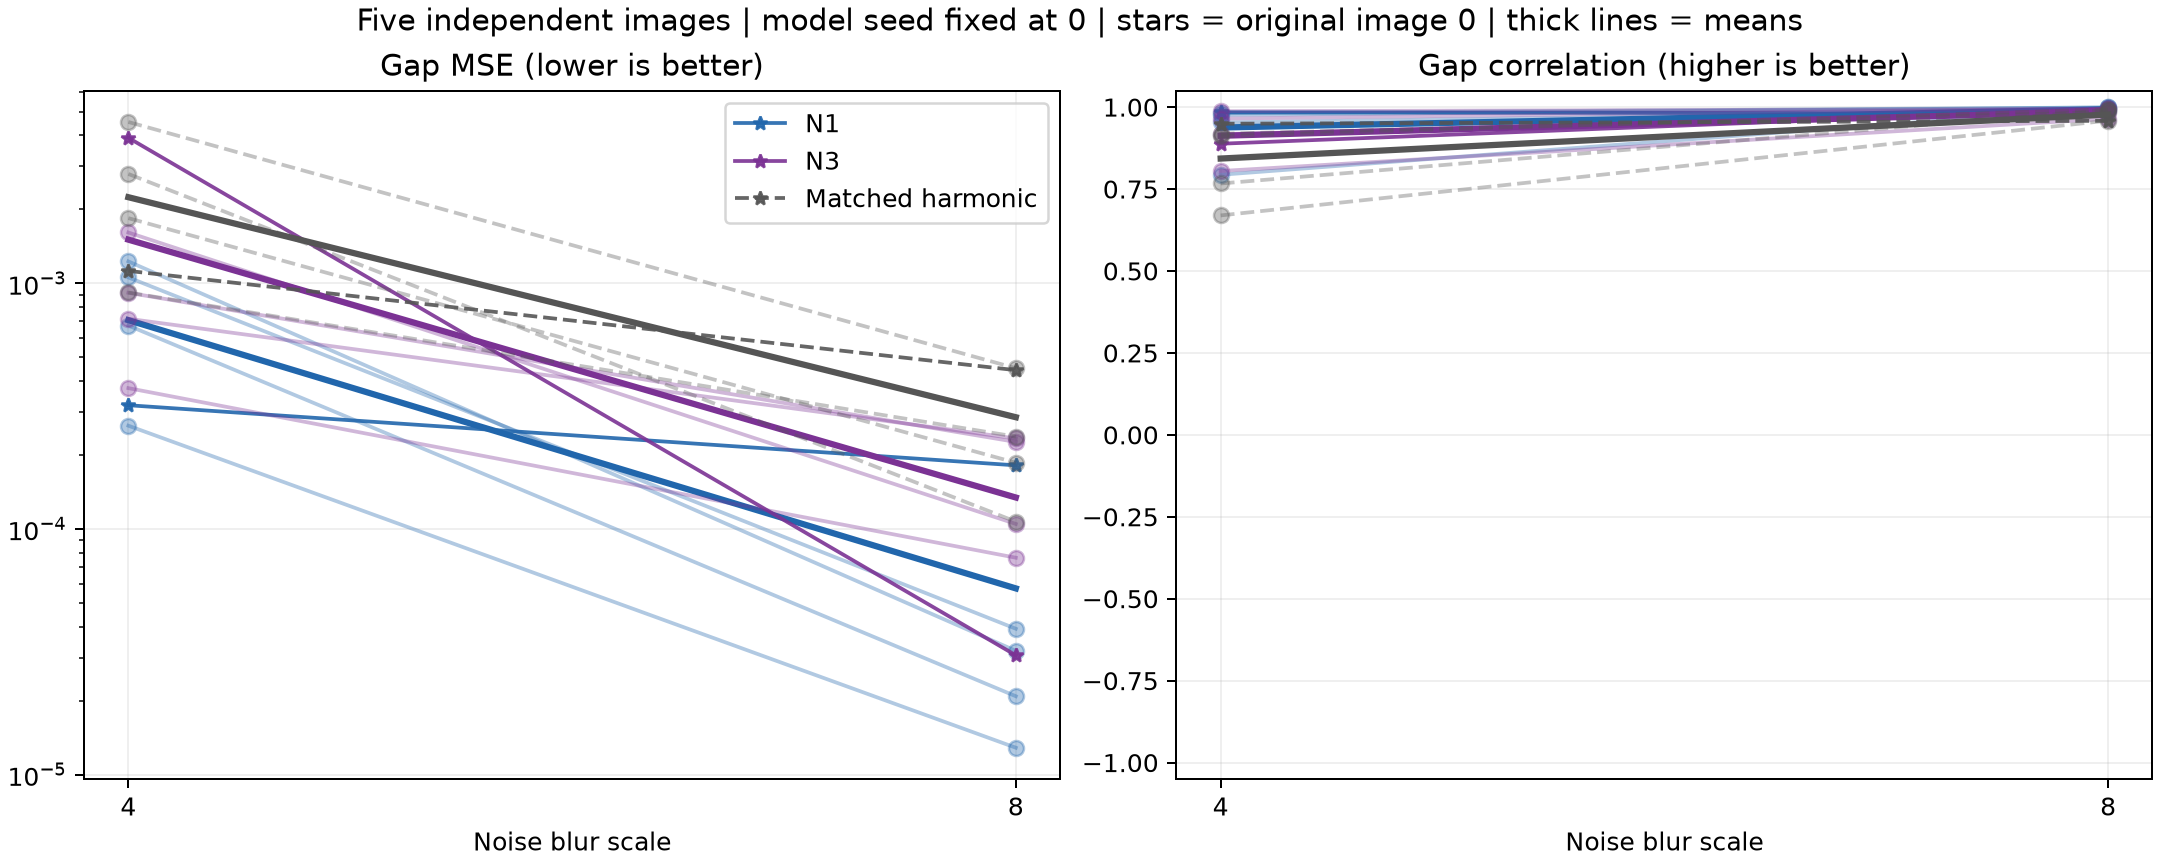 Five independent images | model seed fixed at 0 | stars = original image 0 | thick lines = means
Gap MSE (lower is better)
N1
N3
Matched harmonic
10⁻³
10⁻⁴
10⁻⁵
4
8
Noise blur scale
Gap correlation (higher is better)
1.00
0.75
0.50
0.25
0.00
−0.25
−0.50
−0.75
−1.00
4
8
Noise blur scale